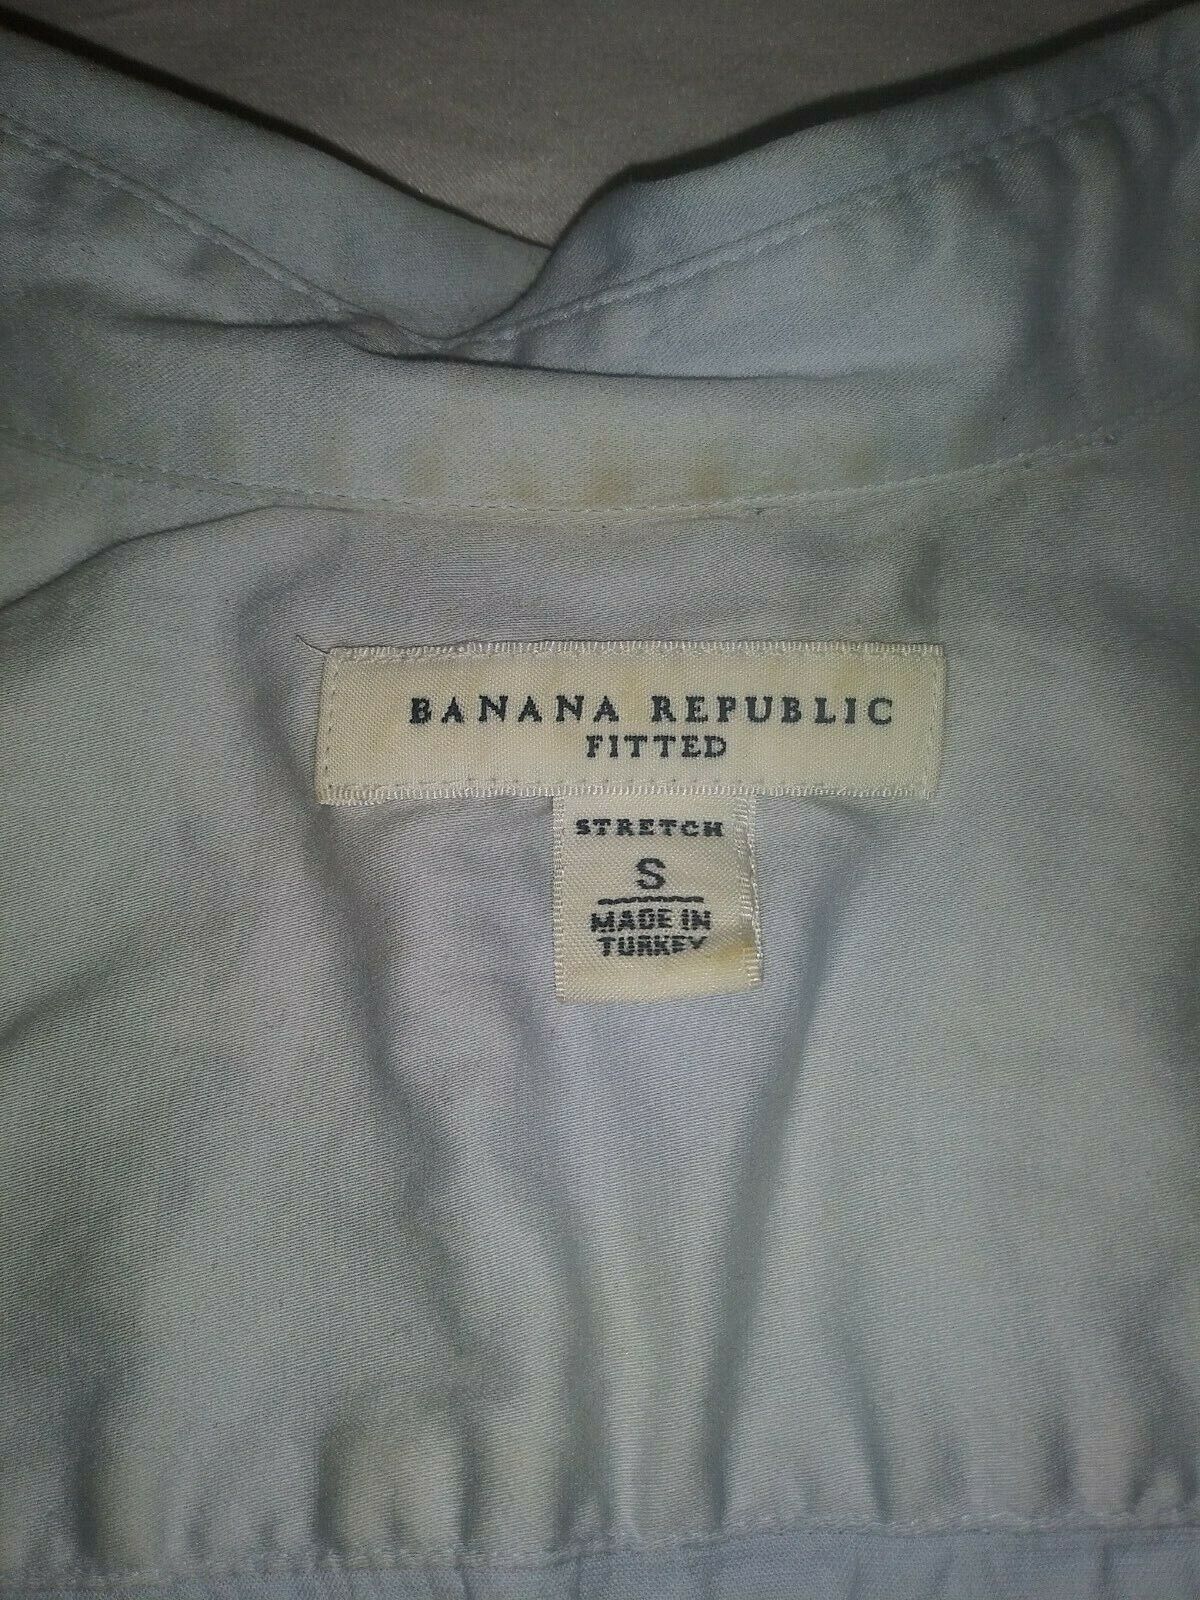 BANANA REPUBLIC
FITTED
STRETCH
S
MADE IN
TURKEY